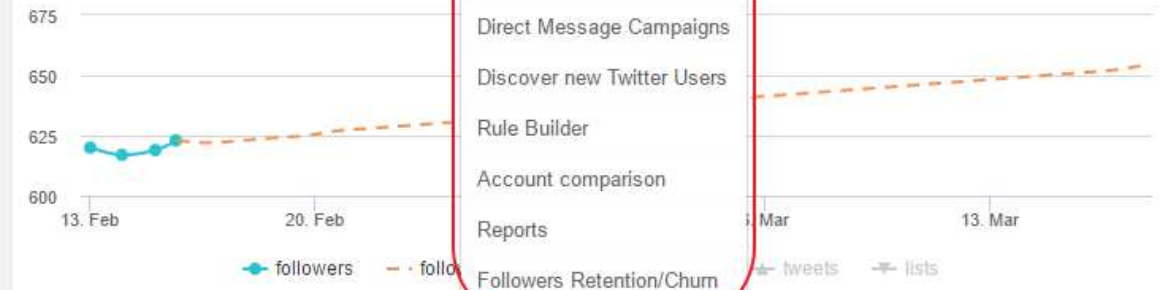 675
Direct Message Campaigns
650
Discover new Twitter Users
625
Rule Builder
Account comparison
600
13. Feb
20. Feb
. Mar
13. Mar
Reports
followers
follo
tweets
lists
Followers Retention/Churn